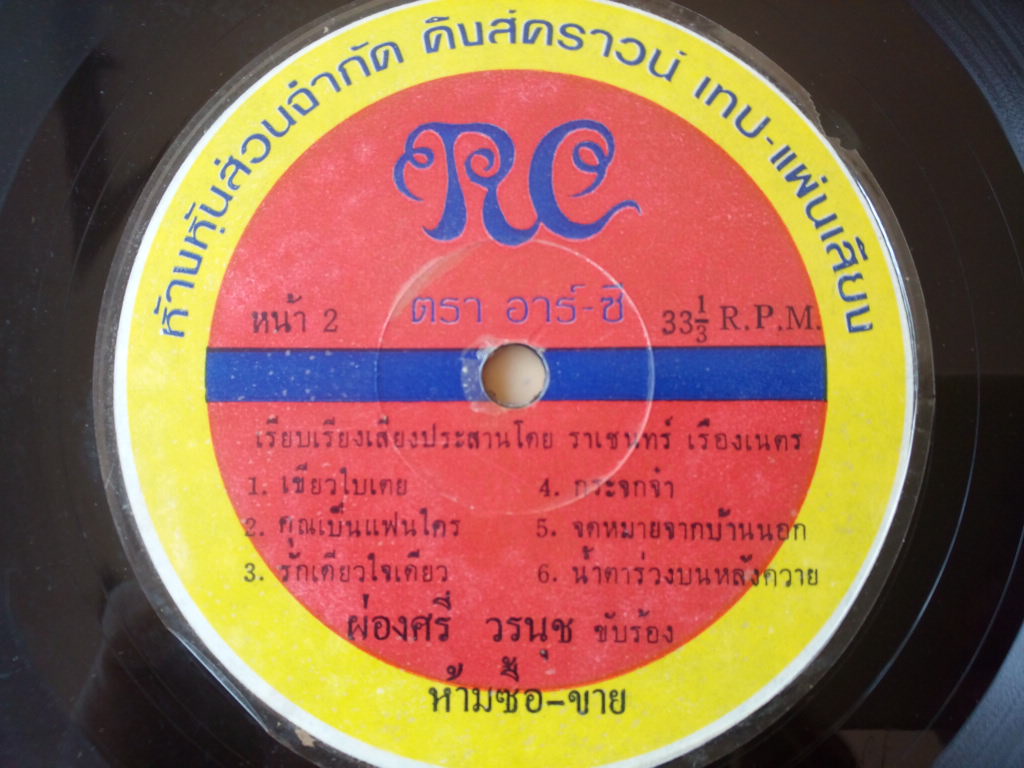 ห้างหุ้นส่วนจำกัด คิงส์คราวน์ เทป-แผ่นเสียง
RC
ตรา อาร์-ซี
หน้า 2
33 1/3 R.P.M.
เรียบเรียงเสียงประสานโดย ราเชนทร์ เรืองเนตร
1. เขียวใบเตย
2. คุณเป็นแฟนใคร
3. รักเดียวใจเดียว
4. กระจกจ๋า
5. จดหมายจากบ้านนอก
6. น้ำตาร่วงบนหลังควาย
ผ่องศรี วรนุช ขับร้อง
ห้ามซื้อ-ขาย